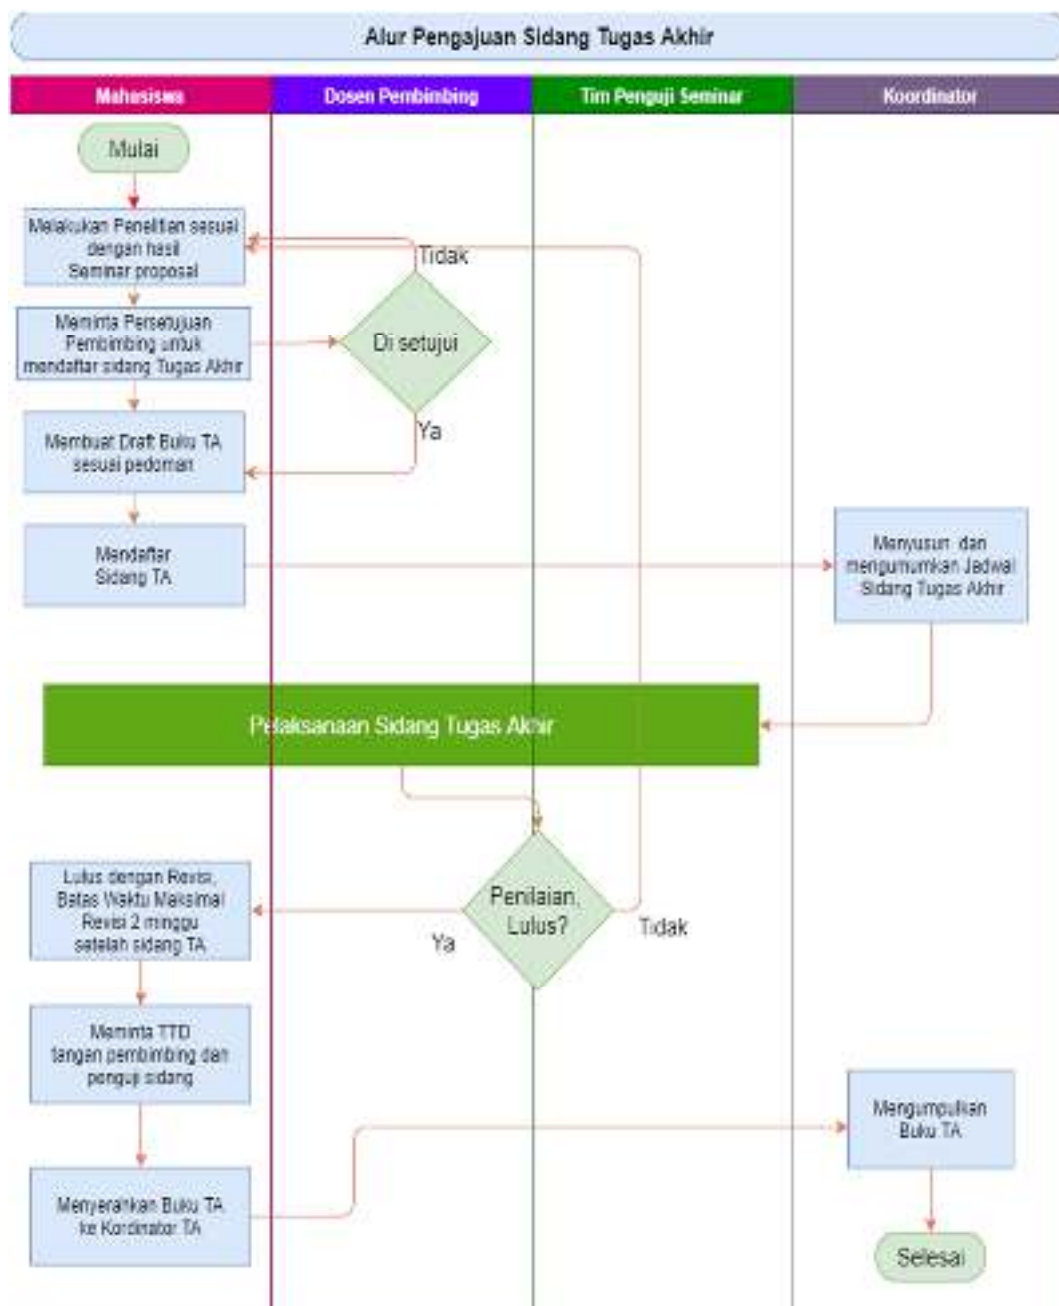 Alur Pengajuan Sidang Tugas Akhir
Mahasiswa
Dosen Pembimbing
Tim Penguji Seminar
Koordinator
Mulai
Melakukan Penelitian sesuai
dengan hasil
Seminar proposal
Tidak
Meminta Persetujuan
Pembimbing untuk
mendaftar sidang Tugas Akhir
Di setujui
Ya
Membuat Draft Buku TA
sesuai pedoman
Mendaftar
Sidang TA
Menyusun dan
mengumumkan Jadwal
Sidang Tugas Akhir
Pelaksanaan Sidang Tugas Akhir
Penilaian,
Lulus?
Ya
Tidak
Lulus dengan Revisi,
Batas Waktu Maksimal
Revisi 2 minggu
setelah sidang TA
Meminta TTD
tangan pembimbing dan
penguji sidang
Mengumpulkan
Buku TA
Menyerahkan Buku TA
ke Kordinator TA
Selesai